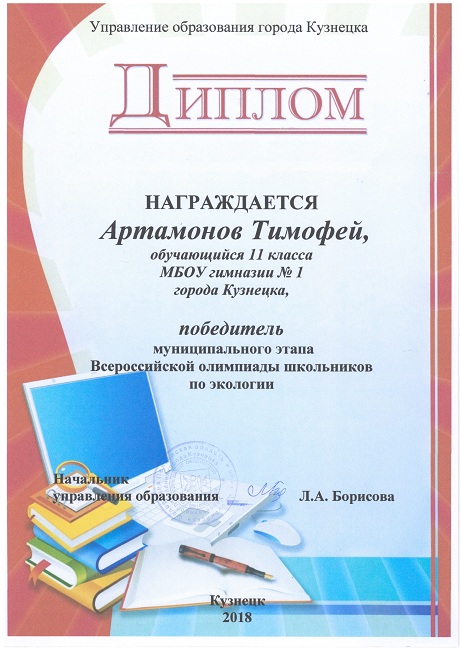 Управление образования города Кузнецка
ДИПЛОМ
НАГРАЖДАЕТСЯ
Артамонов Тимофей,
обучающийся 11 класса
МБОУ гимназии № 1
города Кузнецка,
победитель
муниципального этапа
Всероссийской олимпиады школьников
по экологии
Начальник
управления образования Л.А. Борисова
Кузнецк
2018